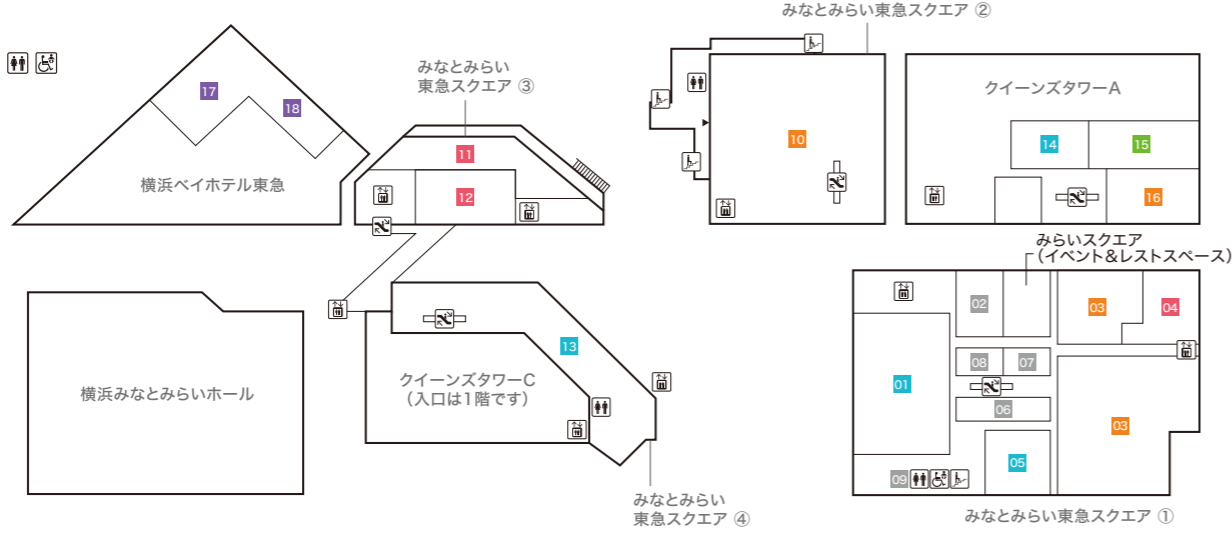 みなとみらい東急スクエア ②
みなとみらい
東急スクエア ③
クイーンズタワーA
17
18
11
10
14
15
横浜ベイホテル東急
12
16
みらいスクエア
(イベント&レストスペース)
02
03
04
13
08
07
01
横浜みなとみらいホール
クイーンズタワーC
(入口は1階です)
06
03
05
09
みなとみらい
東急スクエア ④
みなとみらい東急スクエア ①